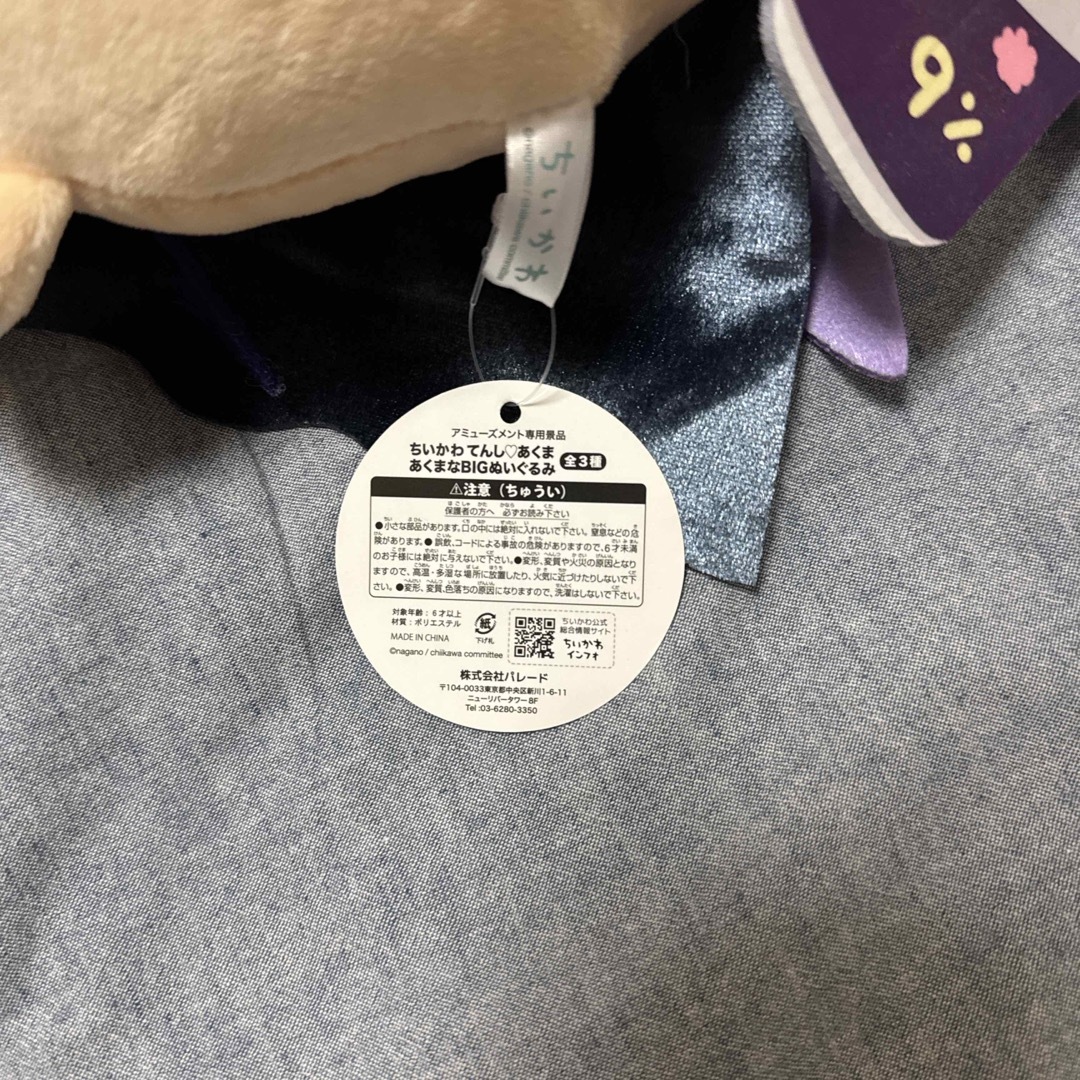 9%
ちいかわ
アミューズメント専用景品
ちいかわ てんし♡あくま
あくまなBIGぬいぐるみ 全3種
⚠注意（ちゅうい）
保護者の方へ 必ずお読み下さい
●小さな部品があります。口の中には絶対に入れないで下さい。窒息などの危
険があります。●誤飲、コードによる事故の危険がありますので、6才未満
のお子様には絶対に与えないで下さい。●変形、変質や火災の原因となり
ますので、高温・多湿な場所に放置したり、火気に近づけたりしないで下
さい。●変形、変質、色落ちの原因になりますので、洗濯はしないで下さい。
対象年齢：6才以上
材質：ポリエステル
MADE IN CHINA
紙
下げ札
ちいかわ公式
総合情報サイト
ちいかわ
インフォ
©nagano / chiikawa committee
株式会社パレード
〒104-0033東京都中央区新川1-6-11
ニューリバータワー 8F
Tel :03-6280-3350